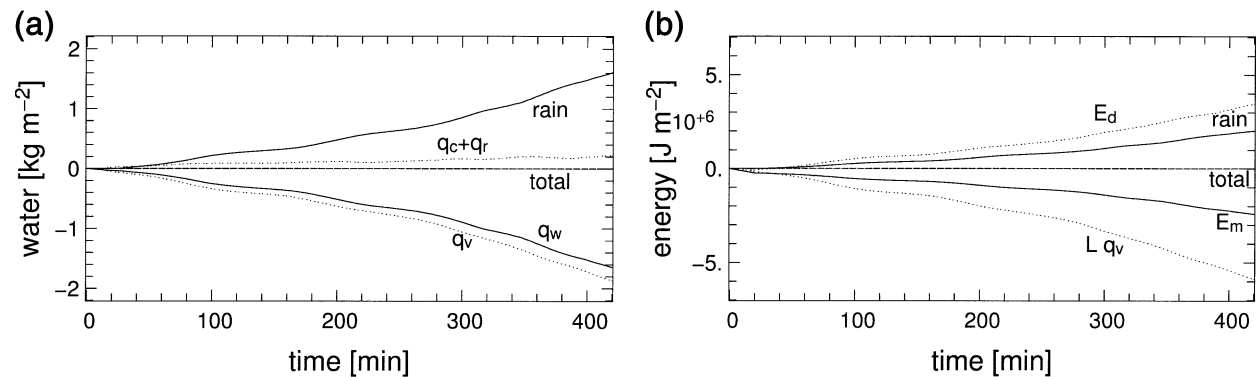 (a)
water [kg m−2]
2
1
0
−1
−2
rain
qc+qr
total
qw
qv
0 100 200 300 400
time [min]
(b)
energy [J m−2]
5.
10+6
0.
−5.
Ed
rain
total
Em
L qv
0 100 200 300 400
time [min]